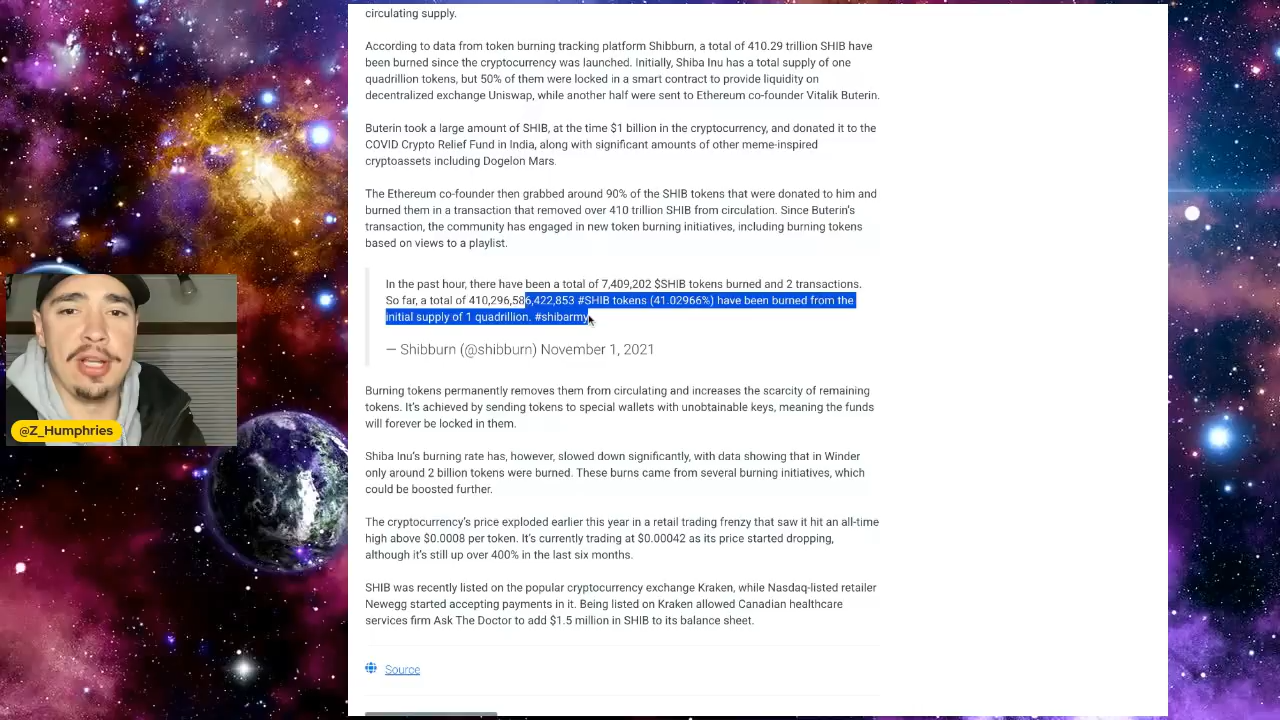 circulating supply.
According to data from token burning tracking platform Shibburn, a total of 410.29 trillion SHIB have
been burned since the cryptocurrency was launched. Initially, Shiba Inu has a total supply of one
quadrillion tokens, but 50% of them were locked in a smart contract to provide liquidity on
decentralized exchange Uniswap, while another half were sent to Ethereum co-founder Vitalik Buterin.
Buterin took a large amount of SHIB, at the time $1 billion in the cryptocurrency, and donated it to the
COVID Crypto Relief Fund in India, along with significant amounts of other meme-inspired
cryptoassets including Dogelon Mars.
The Ethereum co-founder then grabbed around 90% of the SHIB tokens that were donated to him and
burned them in a transaction that removed over 410 trillion SHIB from circulation. Since Buterin's
transaction, the community has engaged in new token burning initiatives, including burning tokens
based on views to a playlist.
In the past hour, there have been a total of 7,409,202 $SHIB tokens burned and 2 transactions.
So far, a total of 410,296,586,422,853 #SHIB tokens (41.02966%) have been burned from the
initial supply of 1 quadrillion. #shibarmy
— Shibburn (@shibburn) November 1, 2021
@Z_Humphries
Burning tokens permanently removes them from circulating and increases the scarcity of remaining
tokens. It's achieved by sending tokens to special wallets with unobtainable keys, meaning the funds
will forever be locked in them.
Shiba Inu's burning rate has, however, slowed down significantly, with data showing that in Winder
only around 2 billion tokens were burned. These burns came from several burning initiatives, which
could be boosted further.
The cryptocurrency's price exploded earlier this year in a retail trading frenzy that saw it hit an all-time
high above $0.0008 per token. It's currently trading at $0.00042 as its price started dropping,
although it's still up over 400% in the last six months.
SHIB was recently listed on the popular cryptocurrency exchange Kraken, while Nasdaq-listed retailer
Newegg started accepting payments in it. Being listed on Kraken allowed Canadian healthcare
services firm Ask The Doctor to add $1.5 million in SHIB to its balance sheet.
Source